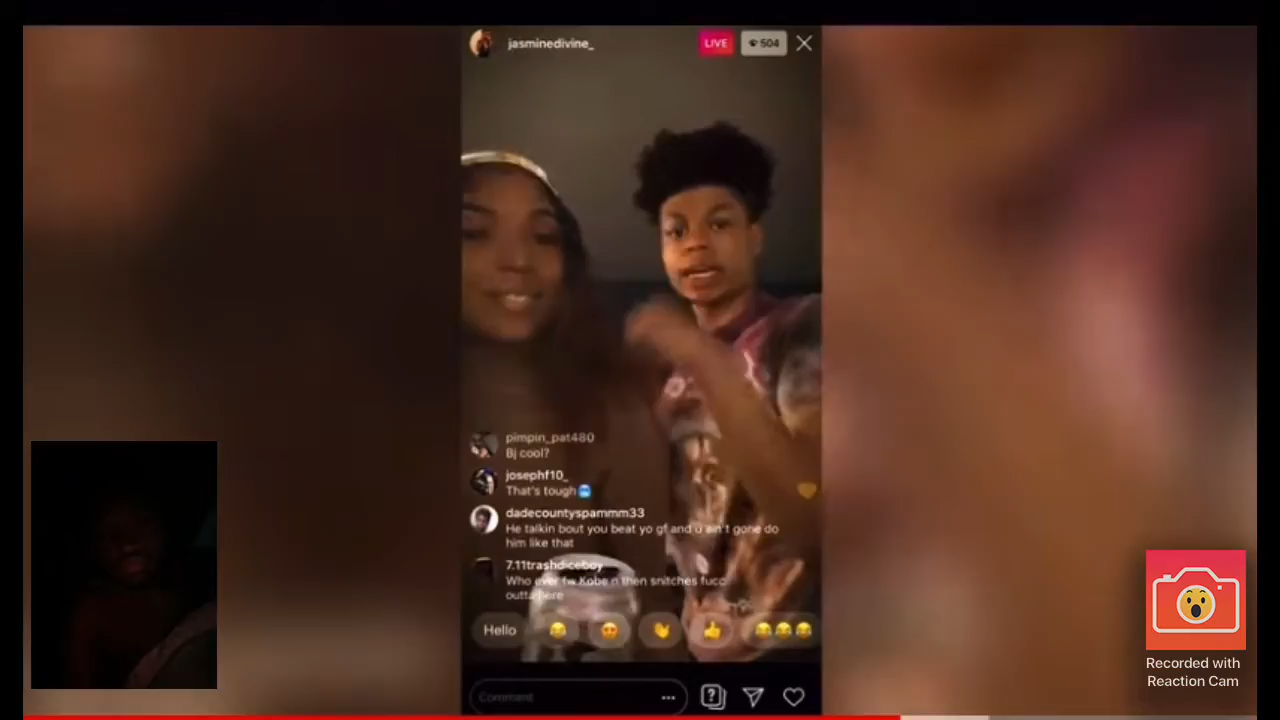 jasminedivine_
LIVE
504
pimpin_pat480
Bj cool?
josephf10_
That's tough
dadecountyspammm33
He talkin bout you beat yo gf and u ain't gone do
him like that
7.11trashdiceboy
Who ever fw Kobe n then snitches fucc
outta here
Hello
Comment
Recorded with
Reaction Cam